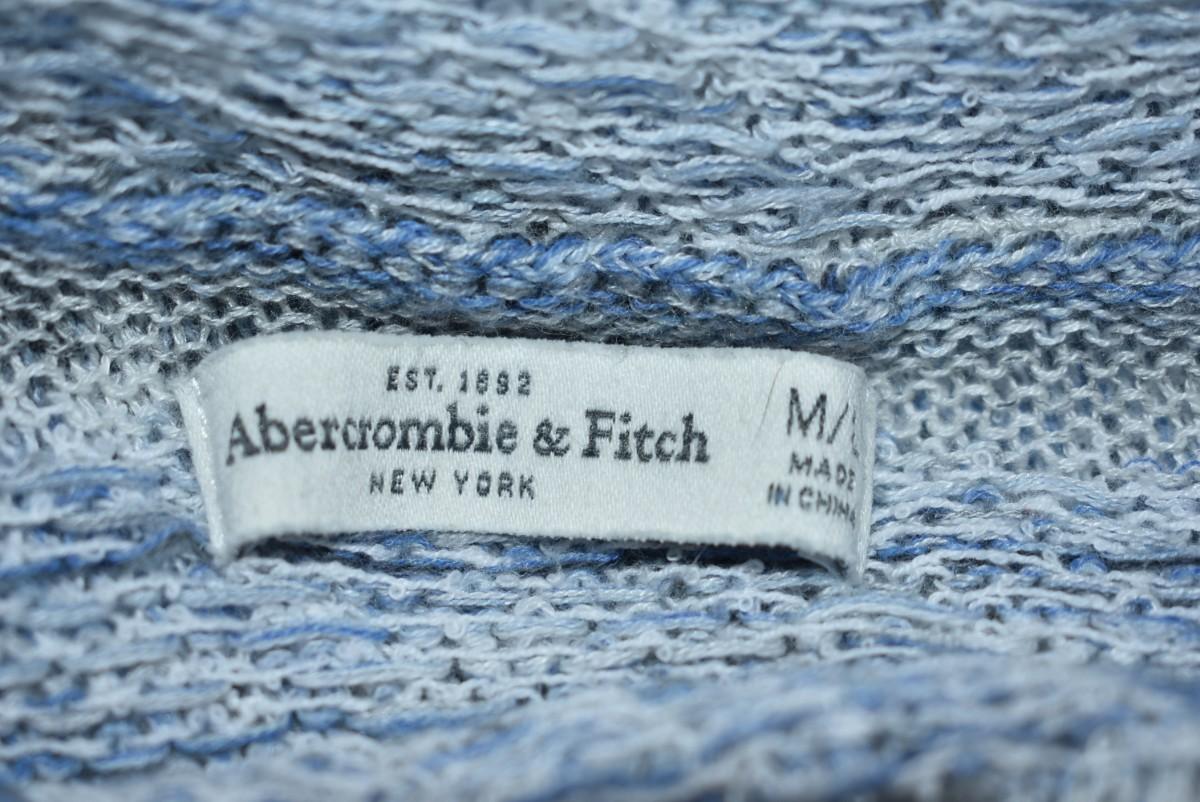 EST. 1892
Abercrombie & Fitch
NEW YORK
M/L
MADE
IN CHINA